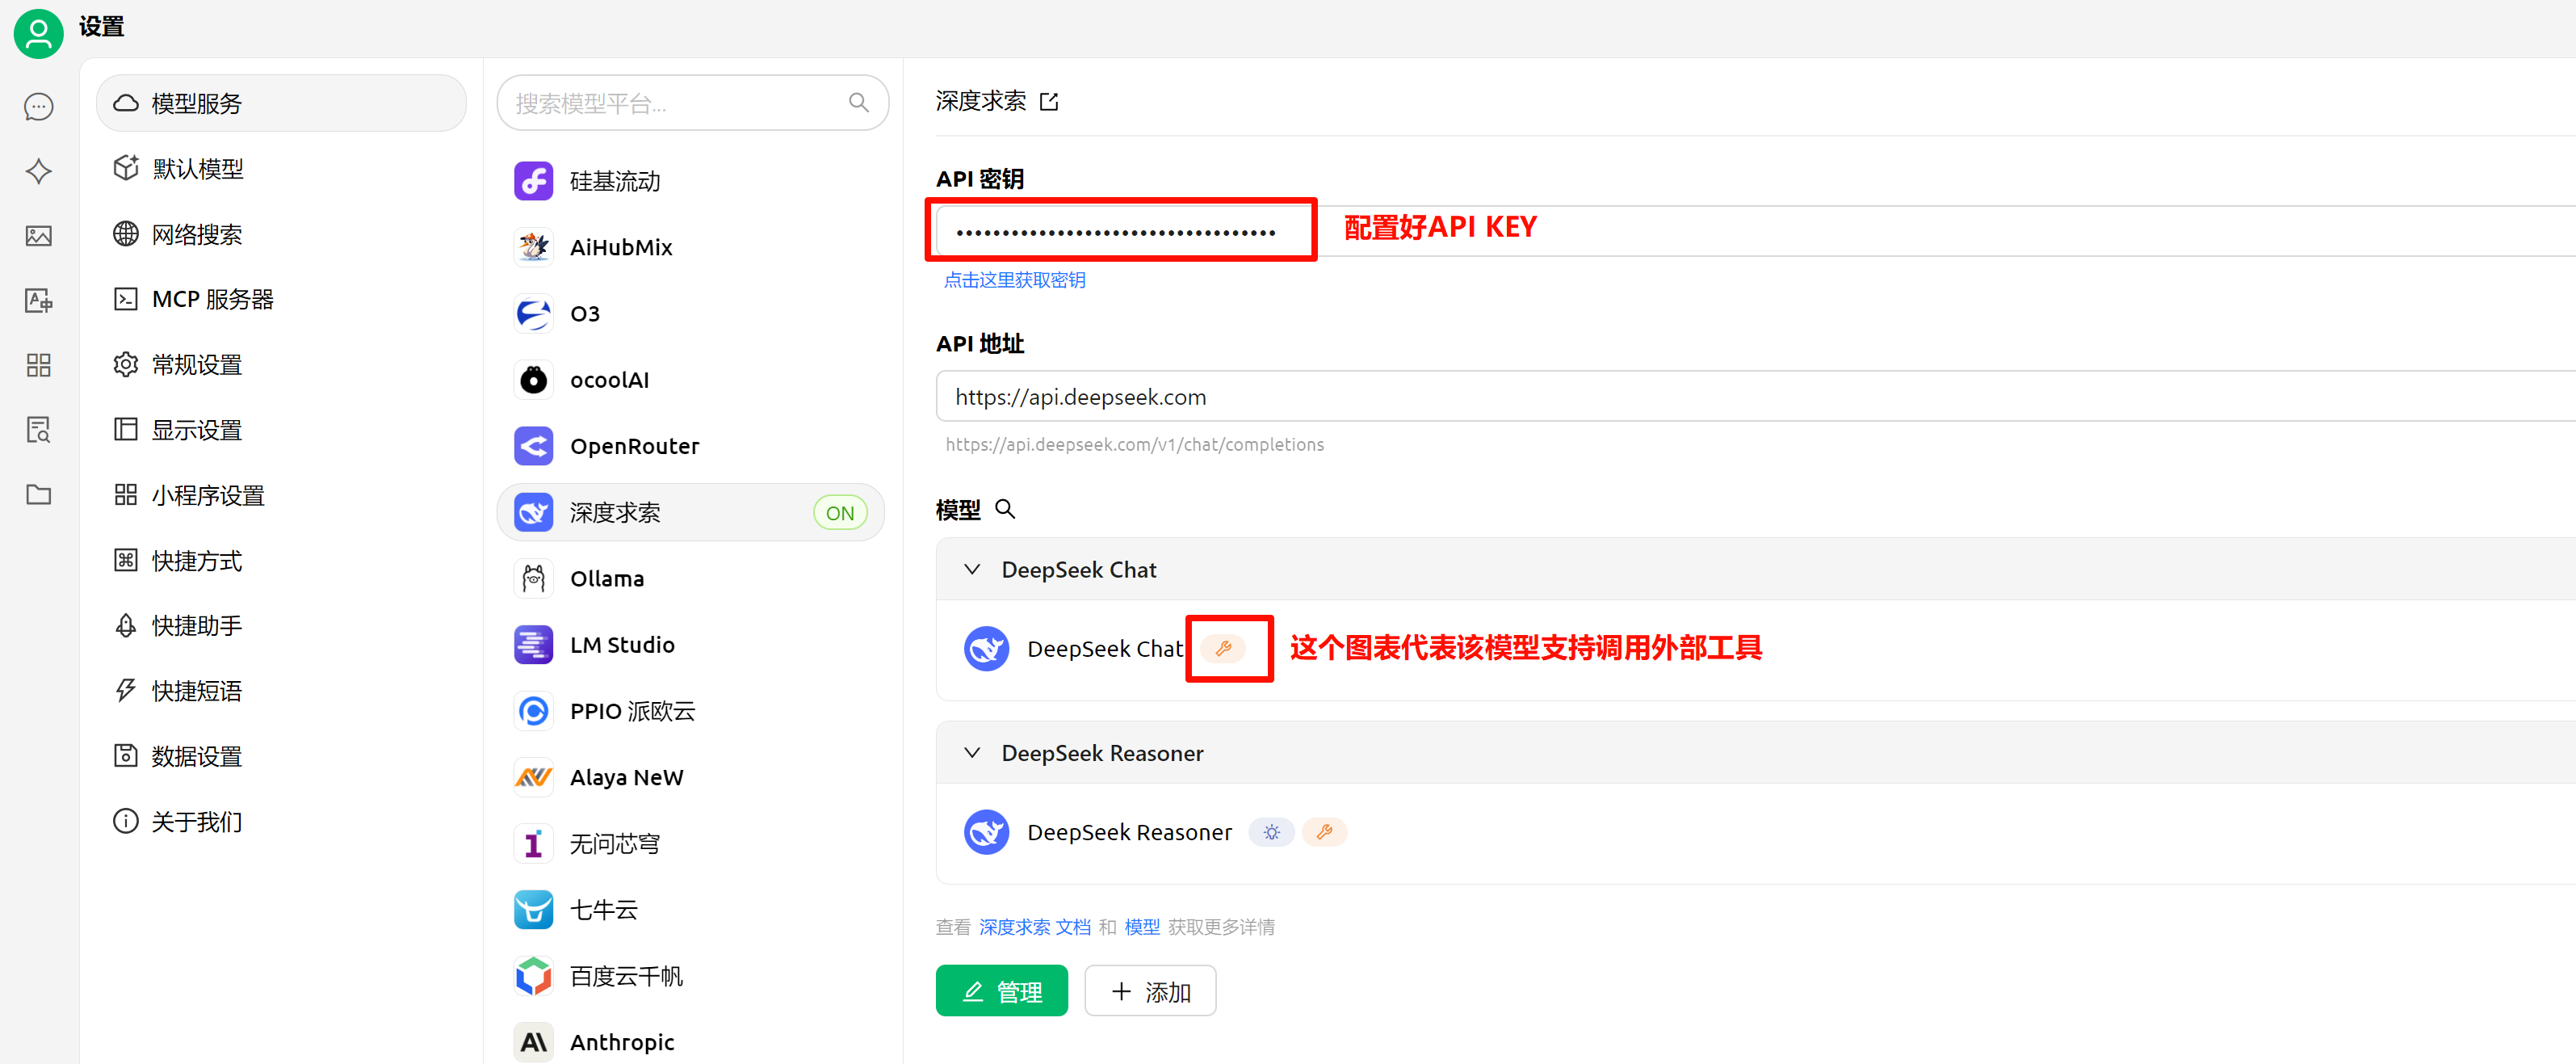 设置
模型服务
默认模型
网络搜索
MCP 服务器
常规设置
显示设置
小程序设置
快捷方式
快捷助手
快捷短语
数据设置
关于我们
搜索模型平台...
硅基流动
AiHubMix
O3
ocoolAI
OpenRouter
深度求索 ON
Ollama
LM Studio
PPIO 派欧云
Alaya NeW
无问芯穹
七牛云
百度云千帆
Anthropic
深度求索
API 密钥
•••••••••••••••••••••••••••••••••••
配置好API KEY
点击这里获取密钥
API 地址
https://api.deepseek.com
https://api.deepseek.com/v1/chat/completions
模型
DeepSeek Chat
DeepSeek Chat
这个图表代表该模型支持调用外部工具
DeepSeek Reasoner
DeepSeek Reasoner
查看 深度求索 文档 和 模型 获取更多详情
管理
添加